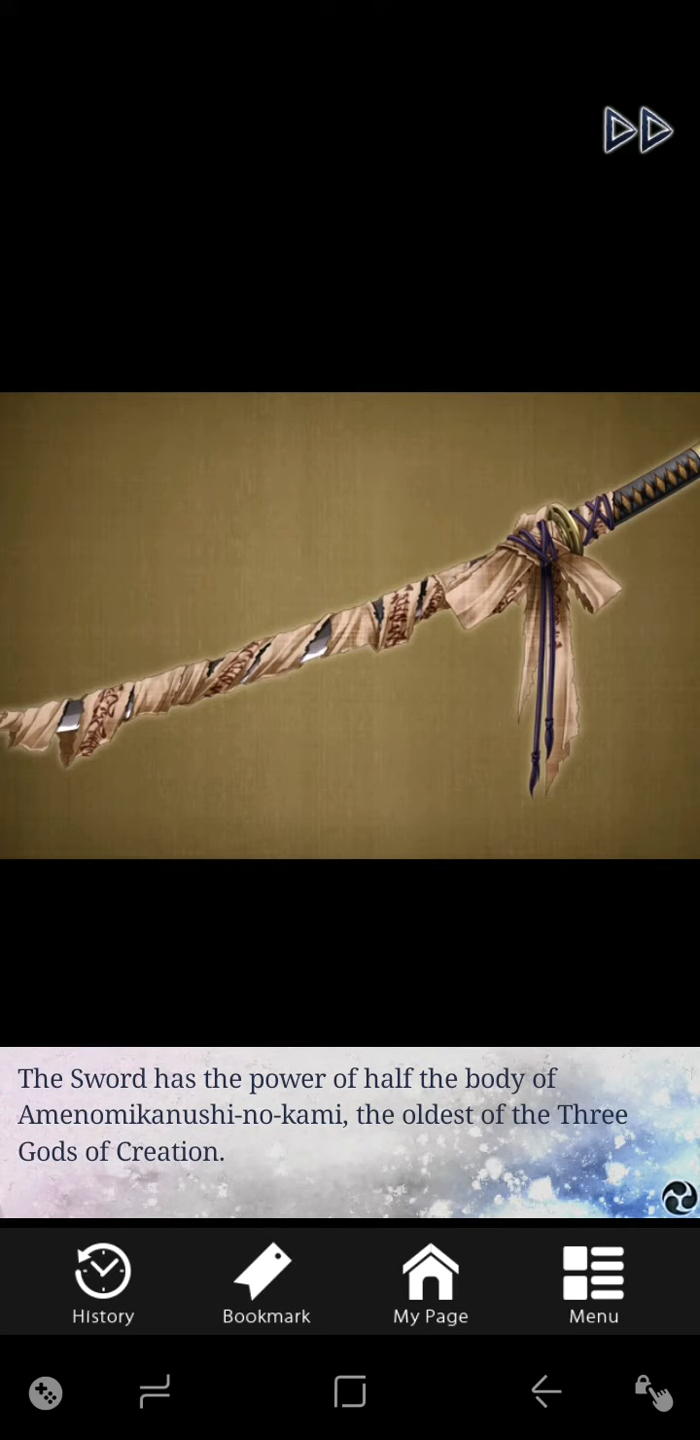 The Sword has the power of half the body of
Amenomikanushi-no-kami, the oldest of the Three
Gods of Creation.
History
Bookmark
My Page
Menu